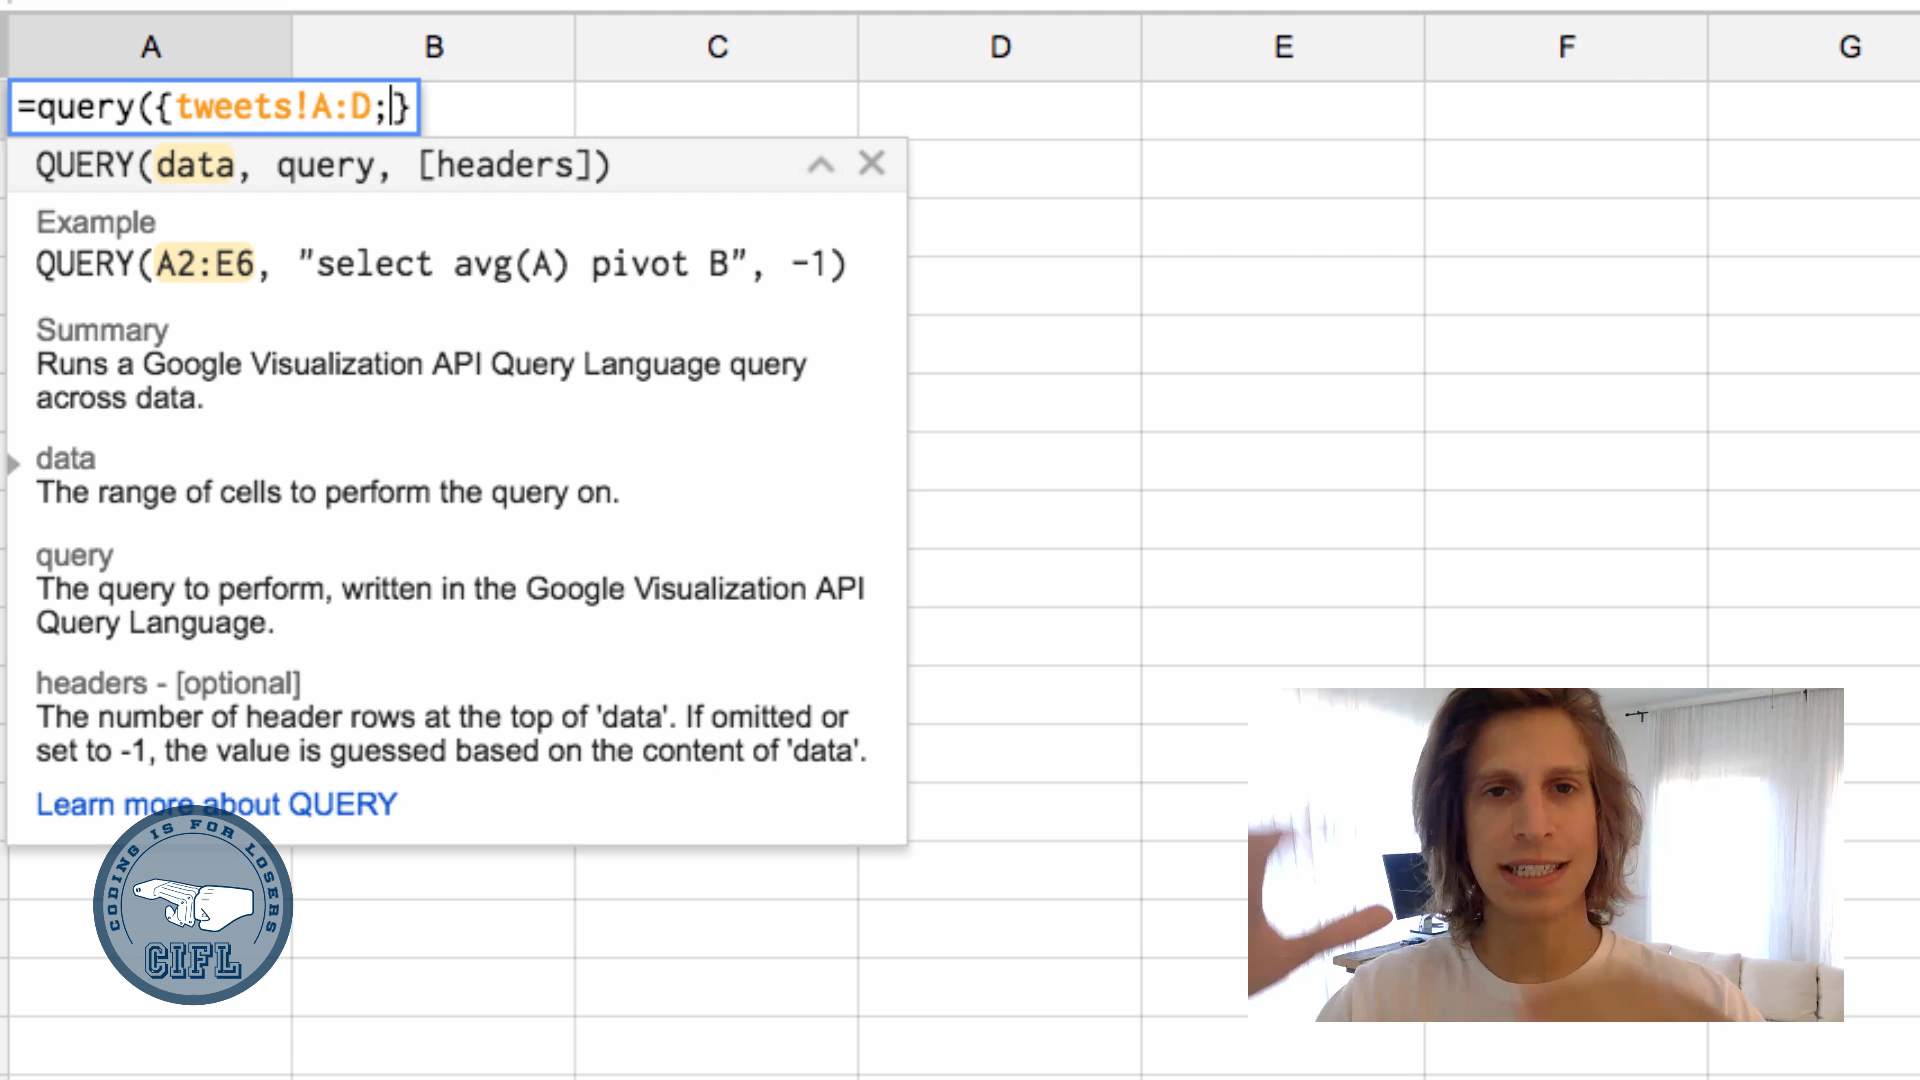 A B C D E F G
=query({tweets!A:D;}
QUERY(data, query, [headers])
Example
QUERY(A2:E6, "select avg(A) pivot B", -1)
Summary
Runs a Google Visualization API Query Language query
across data.
data
The range of cells to perform the query on.
query
The query to perform, written in the Google Visualization API
Query Language.
headers - [optional]
The number of header rows at the top of 'data'. If omitted or
set to -1, the value is guessed based on the content of 'data'.
Learn more about QUERY
CODING IS FOR LOSERS
CIFL